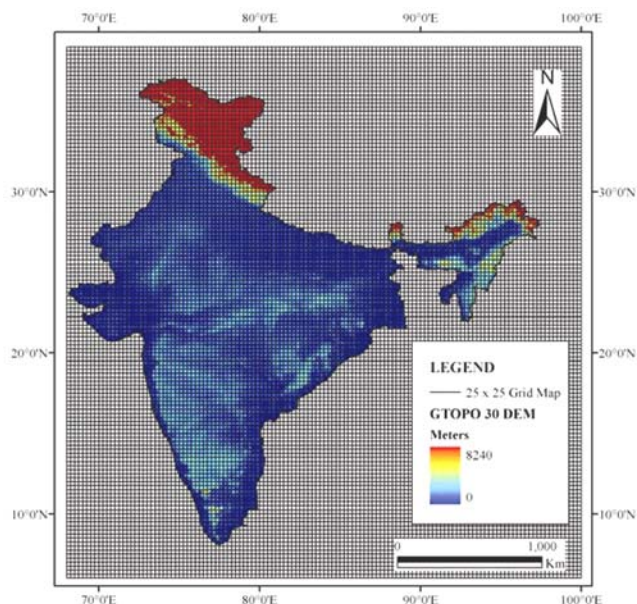 70°0'E 80°0'E 90°0'E 100°0'E
N
30°0'N 30°0'N
20°0'N 20°0'N
10°0'N 10°0'N
LEGEND
25 x 25 Grid Map
GTOPO 30 DEM
Meters
8240
0
0 1,000
Km
70°0'E 80°0'E 90°0'E 100°0'E